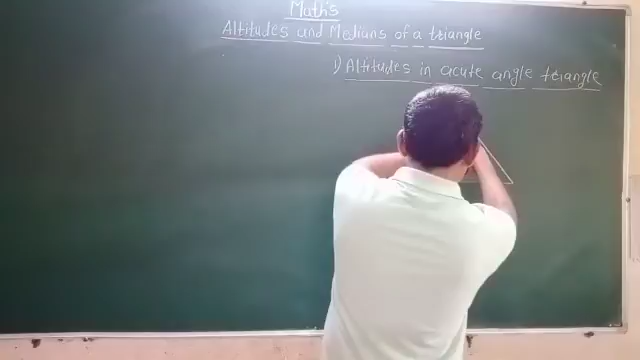 Maths
Altitudes and Medians of a triangle
1) Altitudes in acute angle triangle